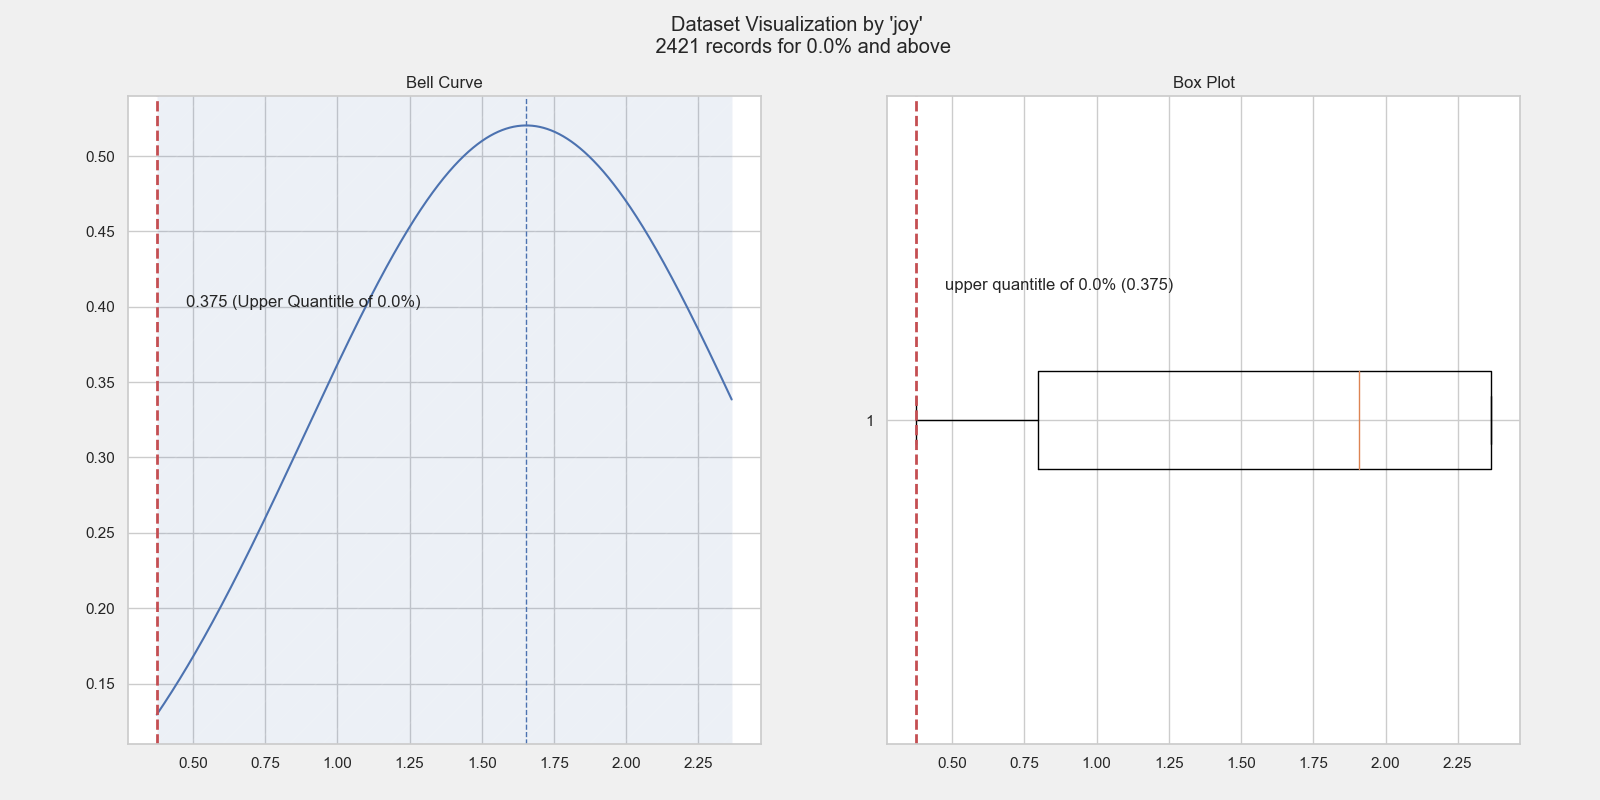 Dataset Visualization by 'joy'
2421 records for 0.0% and above
Bell Curve
0.50
0.45
0.40
0.35
0.30
0.25
0.20
0.15
0.375 (Upper Quantitle of 0.0%)
0.50 0.75 1.00 1.25 1.50 1.75 2.00 2.25
Box Plot
upper quantitle of 0.0% (0.375)
1
0.50 0.75 1.00 1.25 1.50 1.75 2.00 2.25